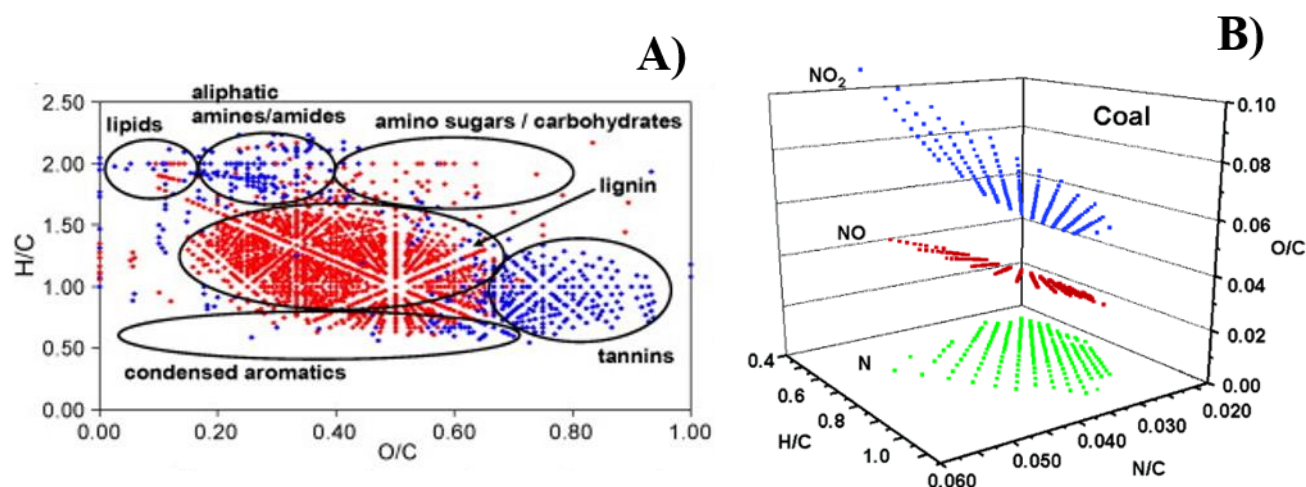 A)
B)
aliphatic
amines/amides
lipids
amino sugars / carbohydrates
lignin
tannins
condensed aromatics
2.50
2.00
1.50
1.00
0.50
0.00
H/C
0.00
0.20
0.40
0.60
0.80
1.00
O/C
NO2
Coal
NO
N
0.10
0.08
0.06
0.04
0.02
0.00
O/C
0.4
0.6
0.8
1.0
H/C
0.060
0.050
0.040
0.030
0.020
N/C